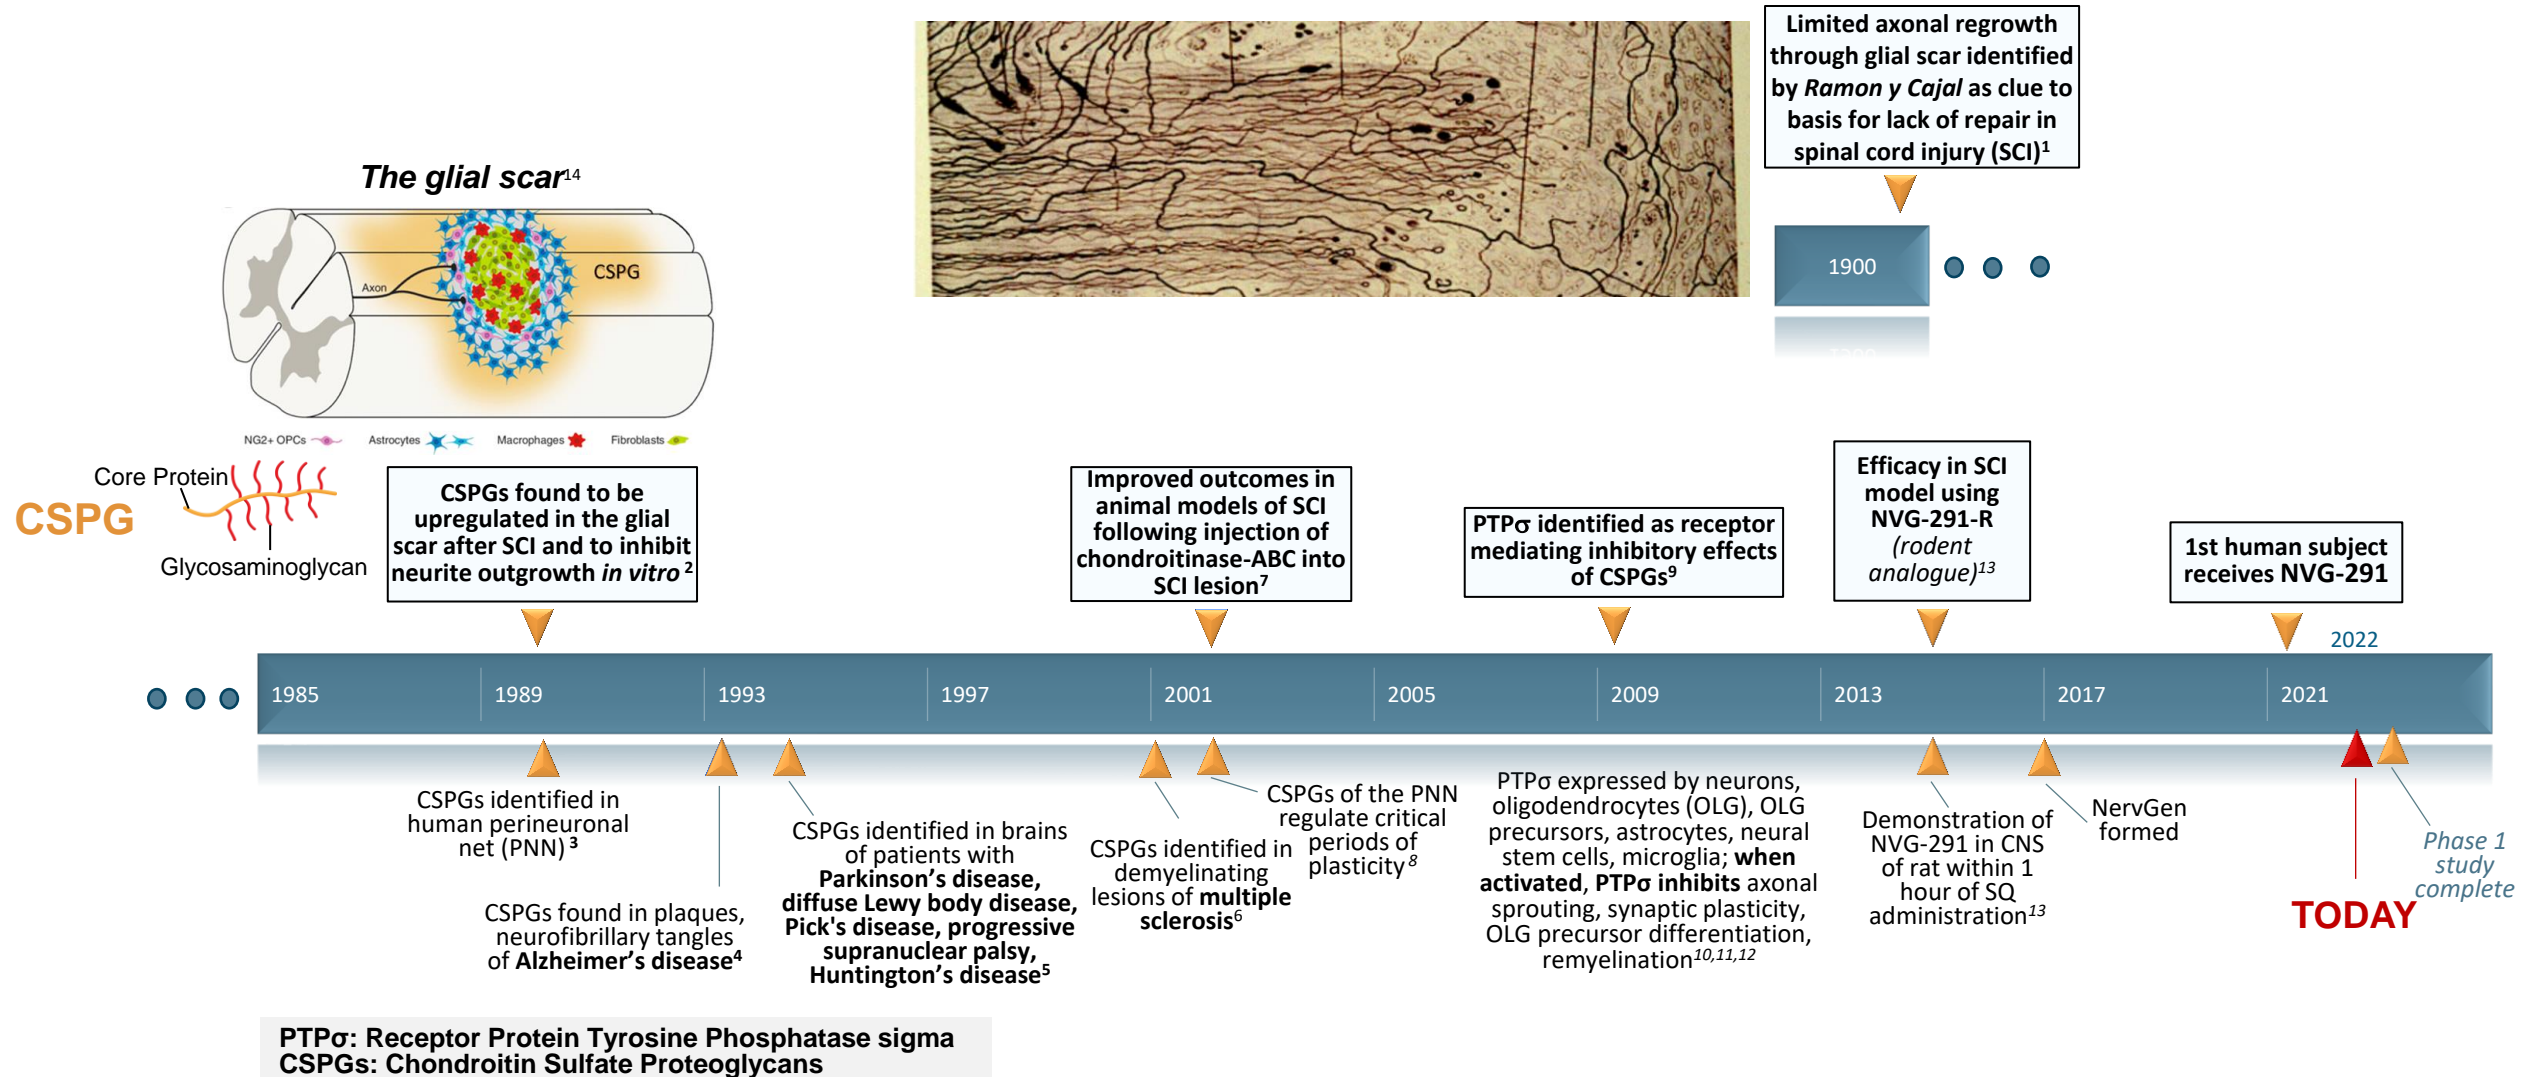 Limited axonal regrowth
through glial scar identified
by Ramon y Cajal as clue to
basis for lack of repair in
spinal cord injury (SCI)1
1900
The glial scar14
CSPG
Axon
NG2+ OPCs
Astrocytes
Macrophages
Fibroblasts
Core Protein
CSPG
Glycosaminoglycan
CSPGs found to be
upregulated in the glial
scar after SCI and to inhibit
neurite outgrowth in vitro 2
Improved outcomes in
animal models of SCI
following injection of
chondroitinase-ABC into
SCI lesion7
PTPσ identified as receptor
mediating inhibitory effects
of CSPGs9
Efficacy in SCI
model using
NVG-291-R
(rodent
analogue)13
1st human subject
receives NVG-291
2022
1985
1989
1993
1997
2001
2005
2009
2013
2017
2021
CSPGs identified in
human perineuronal
net (PNN) 3
CSPGs found in plaques,
neurofibrillary tangles
of Alzheimer's disease4
CSPGs identified in brains
of patients with
Parkinson's disease,
diffuse Lewy body disease,
Pick's disease, progressive
supranuclear palsy,
Huntington's disease5
CSPGs identified in
demyelinating
lesions of multiple
sclerosis6
CSPGs of the PNN
regulate critical
periods of
plasticity8
PTPσ expressed by neurons,
oligodendrocytes (OLG), OLG
precursors, astrocytes, neural
stem cells, microglia; when
activated, PTPσ inhibits axonal
sprouting, synaptic plasticity,
OLG precursor differentiation,
remyelination10,11,12
Demonstration of
NVG-291 in CNS
of rat within 1
hour of SQ
administration13
NervGen
formed
TODAY
Phase 1
study
complete
PTPσ: Receptor Protein Tyrosine Phosphatase sigma
CSPGs: Chondroitin Sulfate Proteoglycans